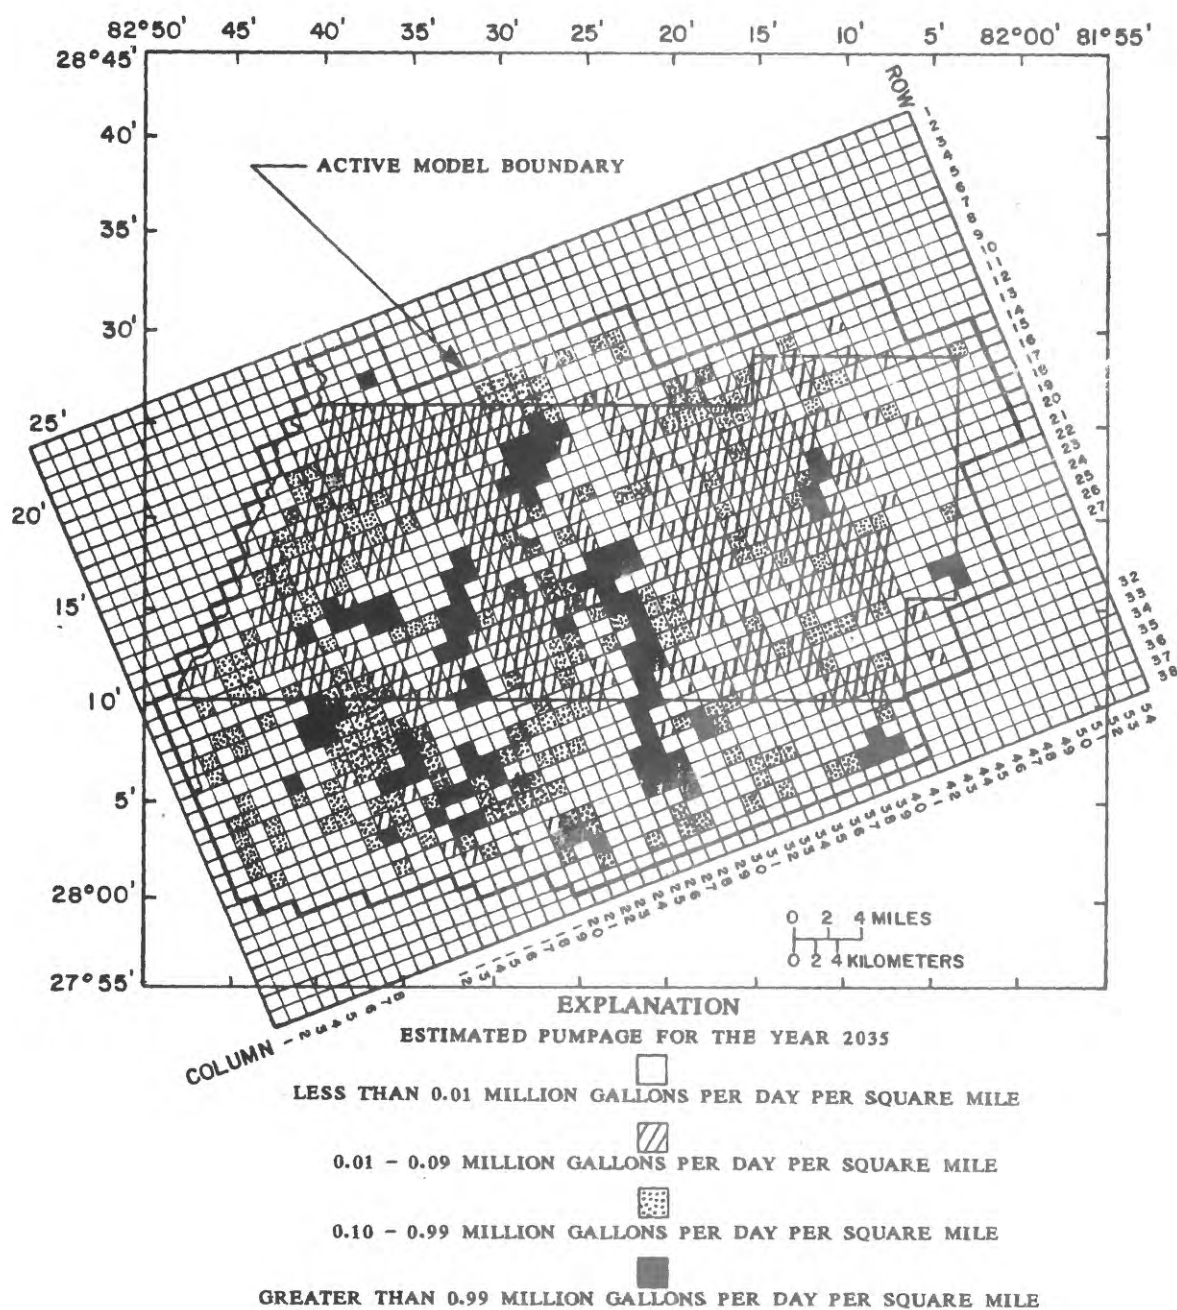 82°50' 45' 40' 35' 30' 25' 20' 15' 10' 5' 82°00' 81°55'
28°45'
40'
35'
30'
25'
20'
15'
10'
5'
28°00'
27°55'
ACTIVE MODEL BOUNDARY
ROW
COLUMN
0 2 4 MILES
0 2 4 KILOMETERS
EXPLANATION
ESTIMATED PUMPAGE FOR THE YEAR 2035
LESS THAN 0.01 MILLION GALLONS PER DAY PER SQUARE MILE
0.01 - 0.09 MILLION GALLONS PER DAY PER SQUARE MILE
0.10 - 0.99 MILLION GALLONS PER DAY PER SQUARE MILE
GREATER THAN 0.99 MILLION GALLONS PER DAY PER SQUARE MILE